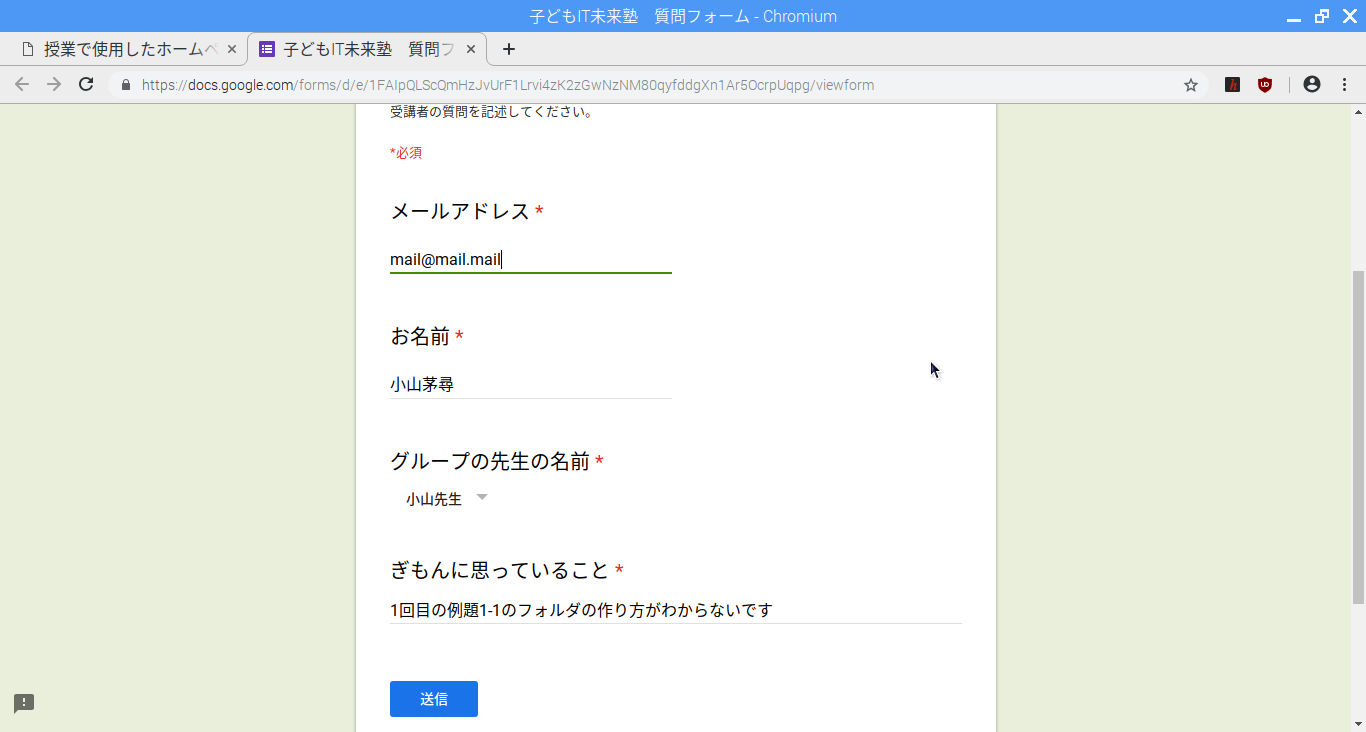 子どもIT未来塾　質問フォーム - Chromium
授業で使用したホームペ
子どもIT未来塾　質問フ
https://docs.google.com/forms/d/e/1FAIpQLScQmHzJvUrF1Lrvi4zK2zGwNzNM80qyfddgXn1Ar5OcrpUqpg/viewform
受講者の質問を記述してください。
*必須
メールアドレス *
mail@mail.mail
お名前 *
小山茅尋
グループの先生の名前 *
小山先生
ぎもんに思っていること *
1回目の例題1-1のフォルダの作り方がわからないです
送信